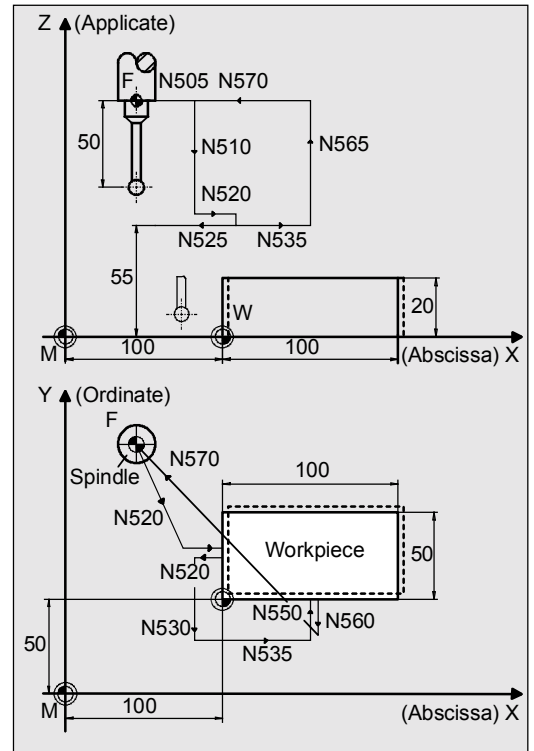 Z (Applicate)
F N505 N570
50
N510 N565
N520
N525 N535
55
W 20
M 100 100 (Abscissa) X
Y (Ordinate)
F
N570 100
Spindle
N520
Workpiece
N520 50
N550 N560
N530
50 N535
100
M (Abscissa) X